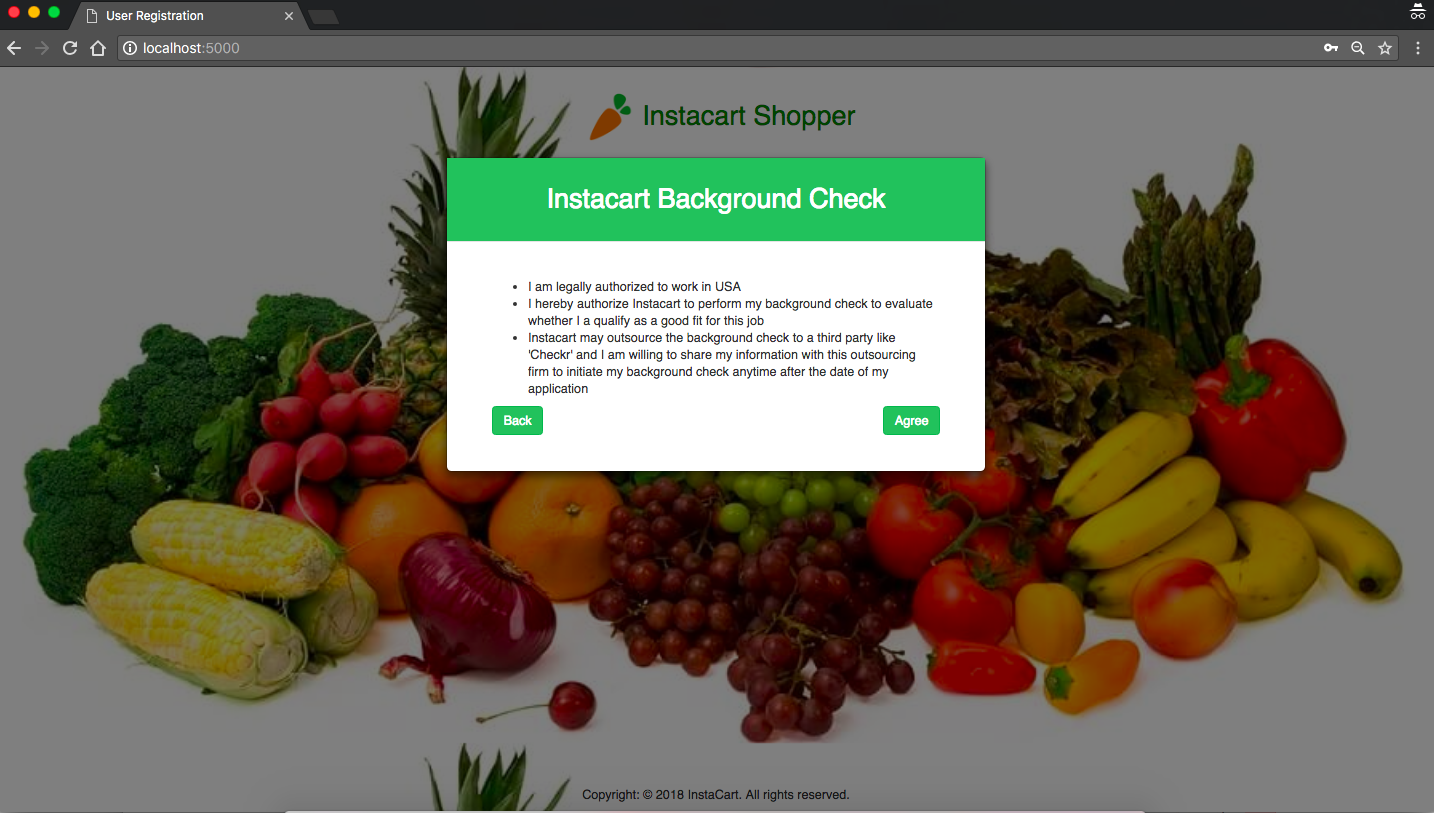 User Registration
localhost:5000
Instacart Shopper
Instacart Background Check
• I am legally authorized to work in USA
• I hereby authorize Instacart to perform my background check to evaluate
whether I a qualify as a good fit for this job
• Instacart may outsource the background check to a third party like
'Checkr' and I am willing to share my information with this outsourcing
firm to initiate my background check anytime after the date of my
application
Back
Agree
Copyright: © 2018 InstaCart. All rights reserved.